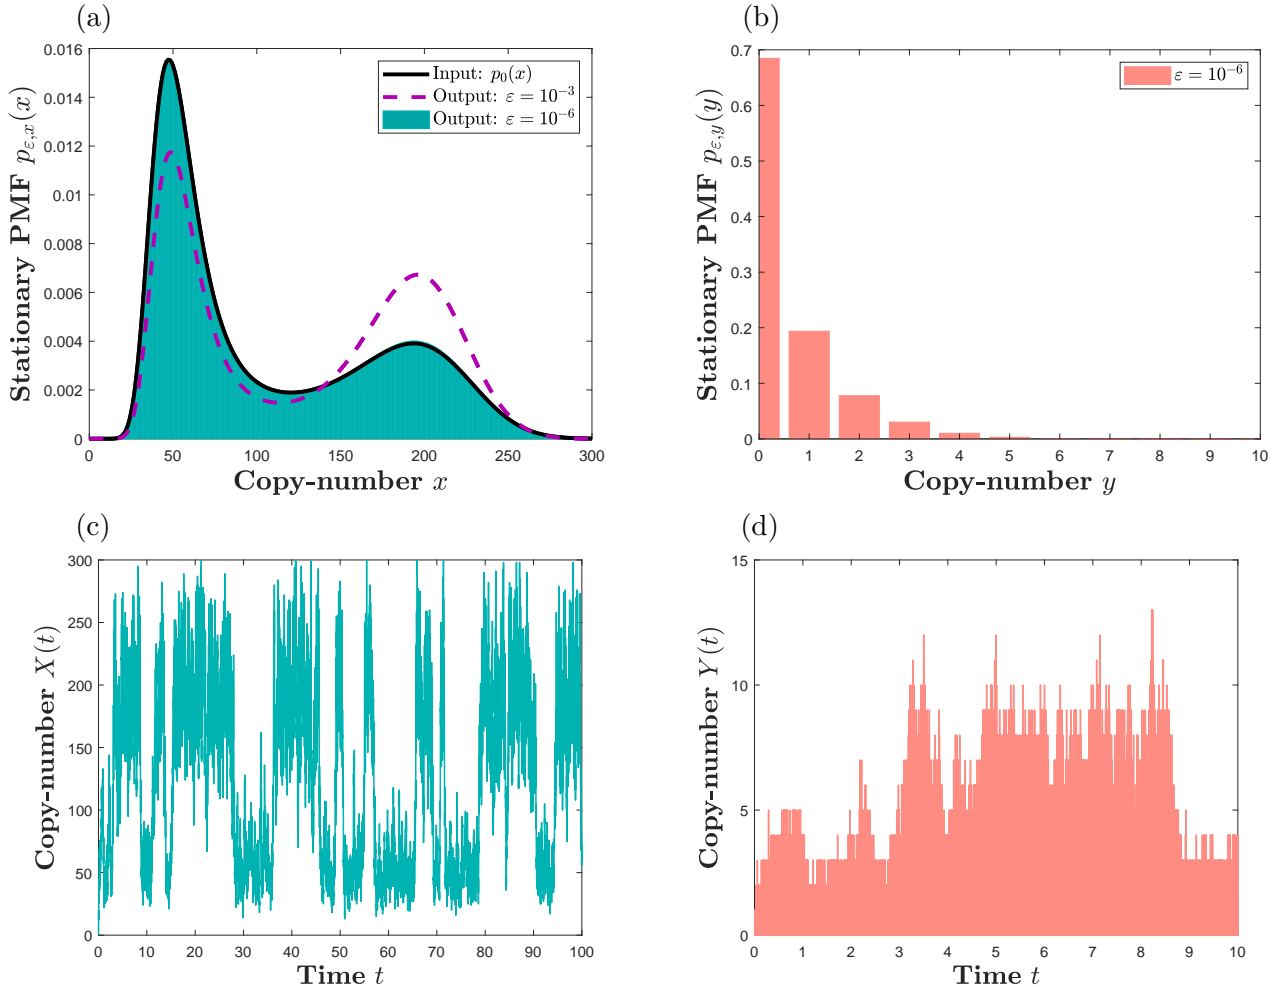 (a)
Stationary PMF p_{ε,x}(x)
0.016
0.014
0.012
0.01
0.008
0.006
0.004
0.002
0
Input: p_0(x)
Output: ε = 10^{-3}
Output: ε = 10^{-6}
0 50 100 150 200 250 300
Copy-number x
(b)
Stationary PMF p_{ε,y}(y)
0.7
0.6
0.5
0.4
0.3
0.2
0.1
0
ε = 10^{-6}
0 1 2 3 4 5 6 7 8 9 10
Copy-number y
(c)
Copy-number X(t)
300
250
200
150
100
50
0
0 10 20 30 40 50 60 70 80 90 100
Time t
(d)
Copy-number Y(t)
15
10
5
0
0 1 2 3 4 5 6 7 8 9 10
Time t